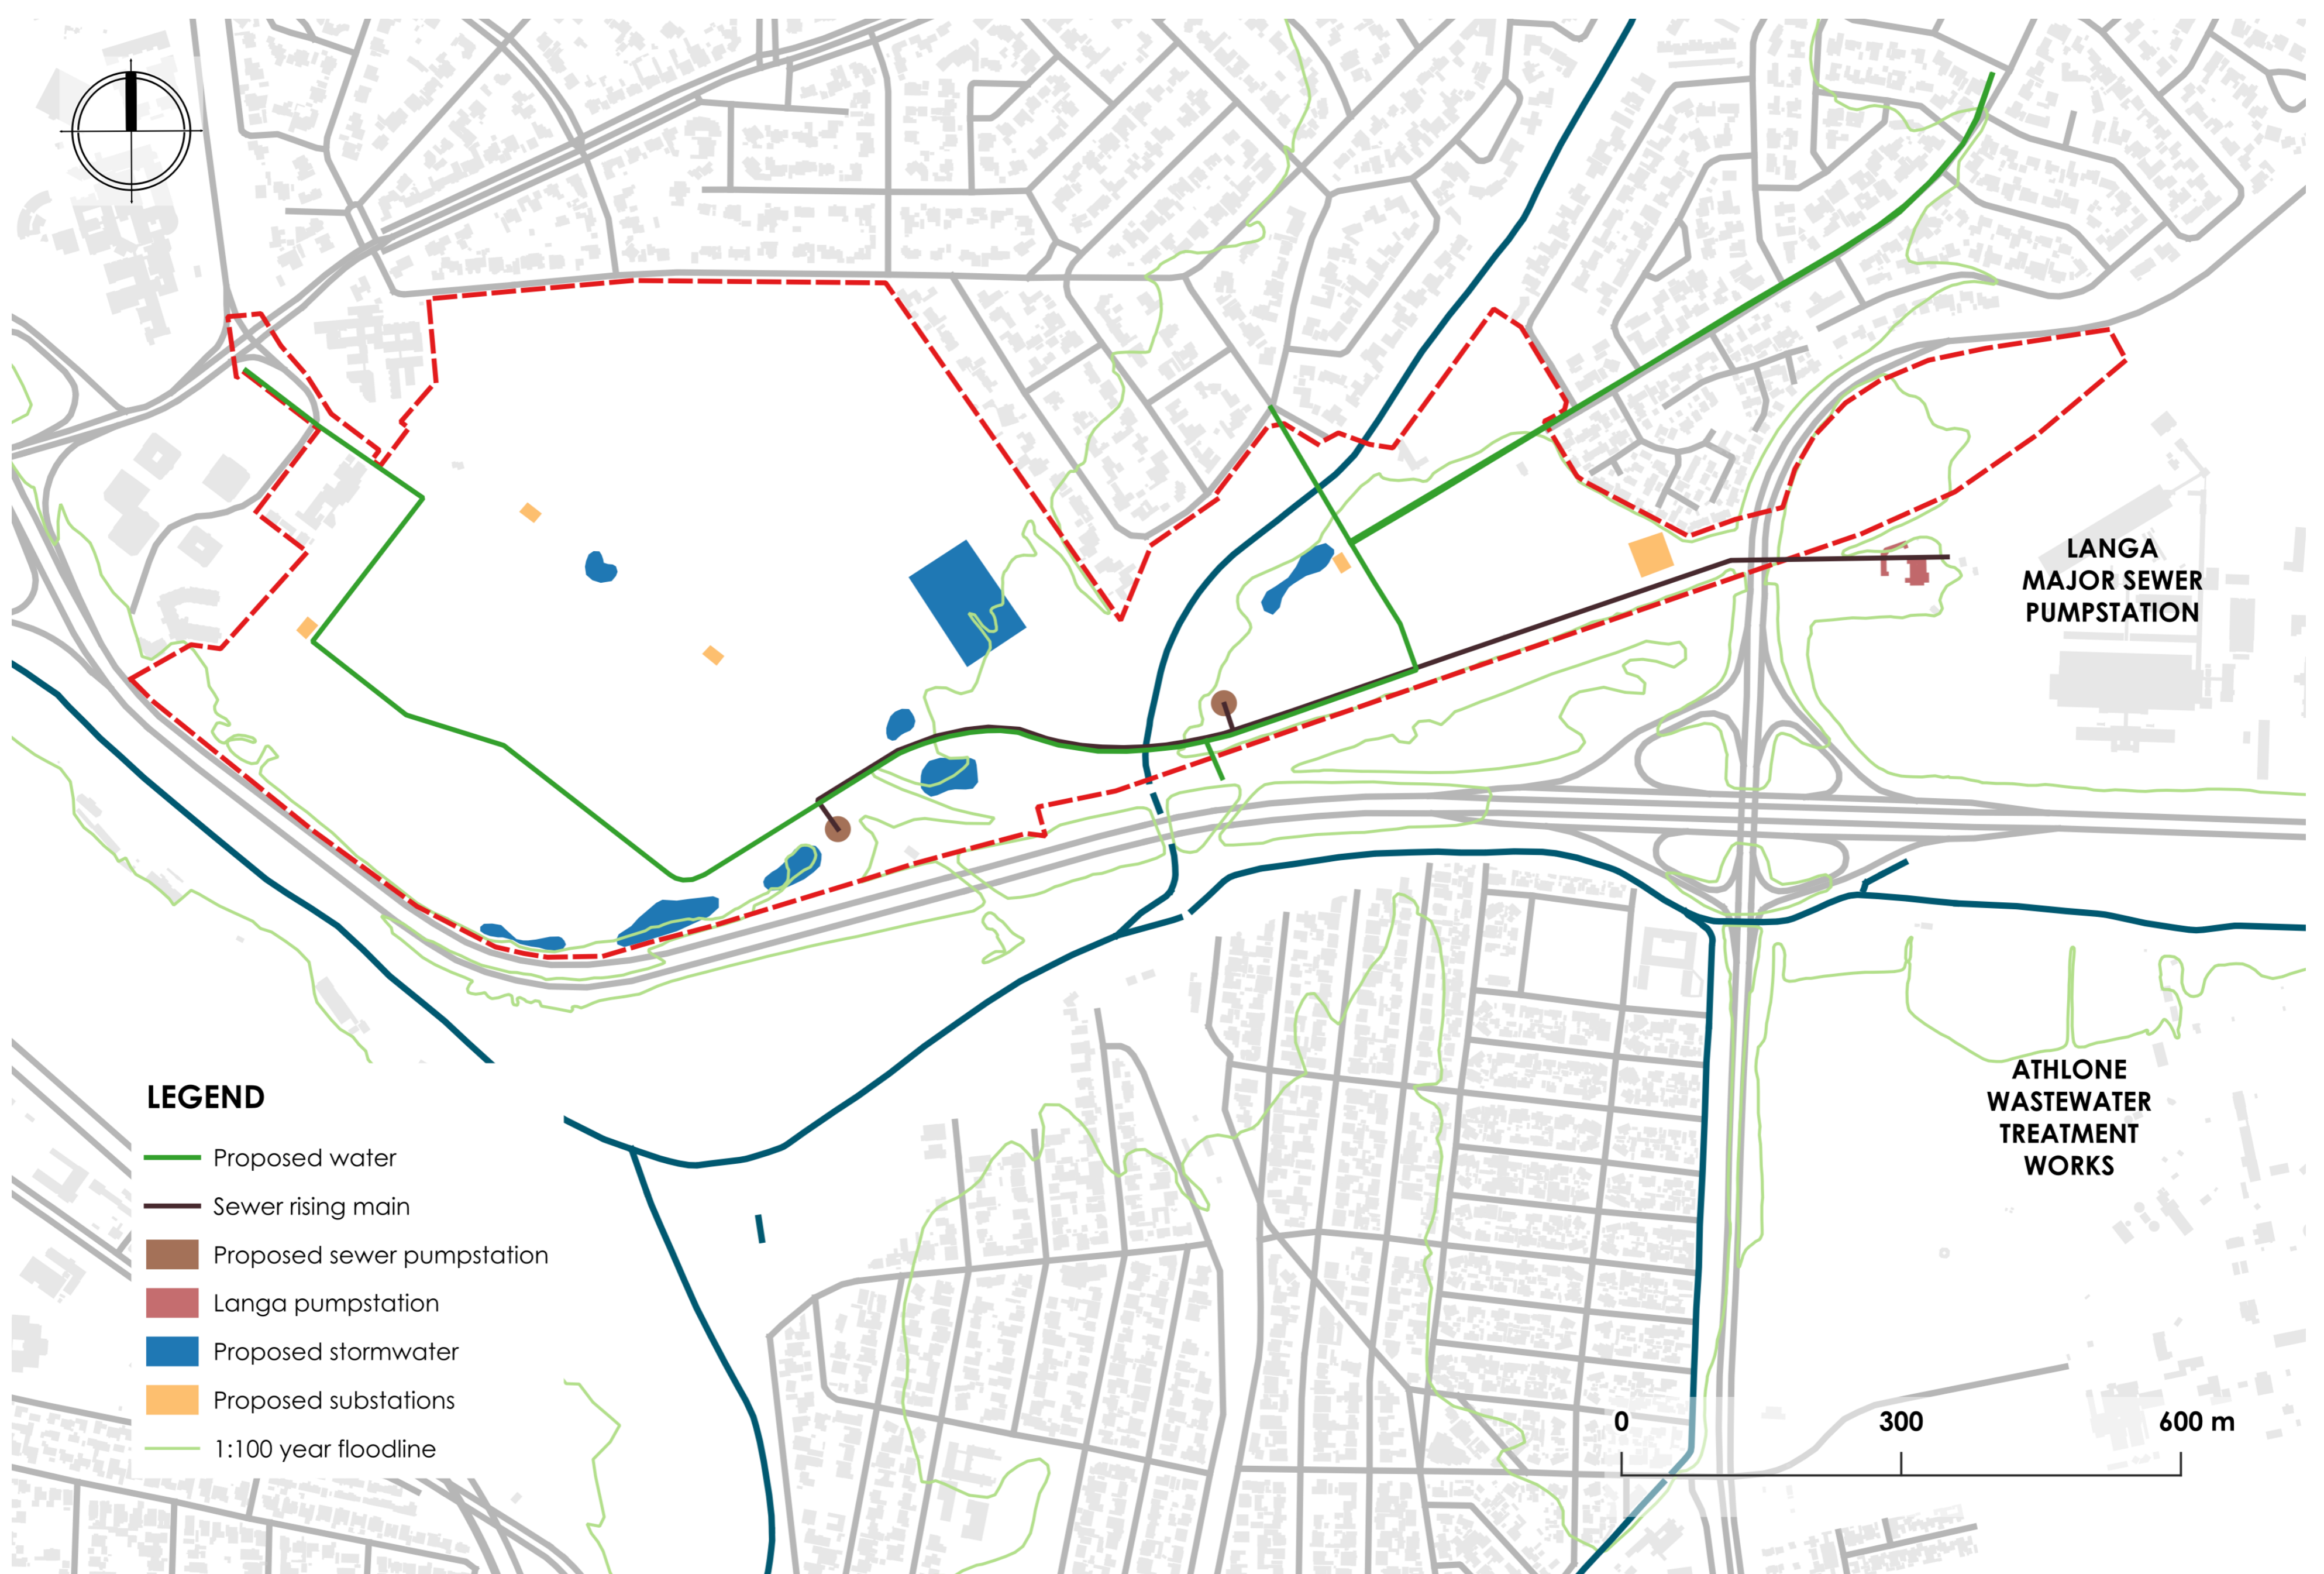 LANGA
MAJOR SEWER
PUMPSTATION
ATHLONE
WASTEWATER
TREATMENT
WORKS
LEGEND
Proposed water
Sewer rising main
Proposed sewer pumpstation
Langa pumpstation
Proposed stormwater
Proposed substations
1:100 year floodline
0 300 600 m